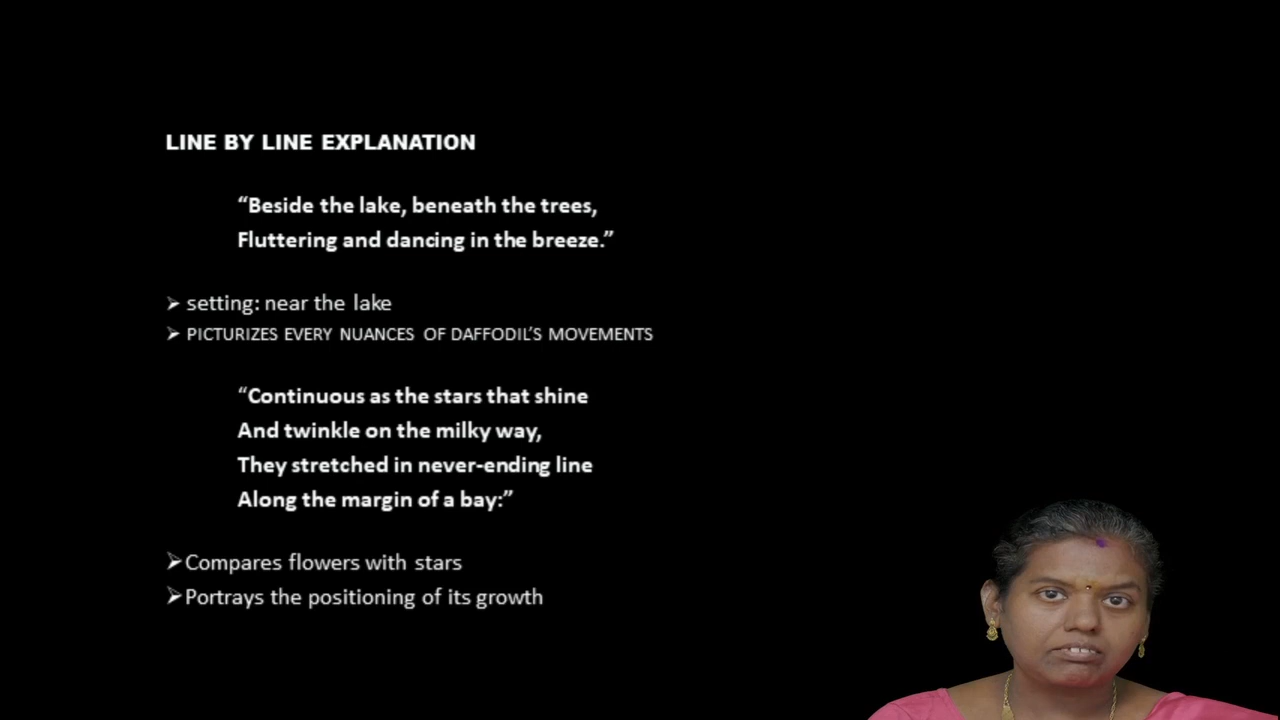 LINE BY LINE EXPLANATION
“Beside the lake, beneath the trees,
Fluttering and dancing in the breeze.”
➢ setting: near the lake
➢ PICTURIZES EVERY NUANCES OF DAFFODIL’S MOVEMENTS
“Continuous as the stars that shine
And twinkle on the milky way,
They stretched in never-ending line
Along the margin of a bay:”
➢Compares flowers with stars
➢Portrays the positioning of its growth